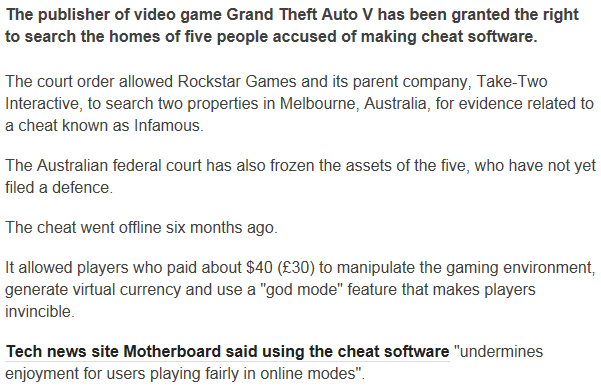 The publisher of video game Grand Theft Auto V has been granted the right
to search the homes of five people accused of making cheat software.
The court order allowed Rockstar Games and its parent company, Take-Two
Interactive, to search two properties in Melbourne, Australia, for evidence related to
a cheat known as Infamous.
The Australian federal court has also frozen the assets of the five, who have not yet
filed a defence.
The cheat went offline six months ago.
It allowed players who paid about $40 (£30) to manipulate the gaming environment,
generate virtual currency and use a "god mode" feature that makes players
invincible.
Tech news site Motherboard said using the cheat software "undermines
enjoyment for users playing fairly in online modes".